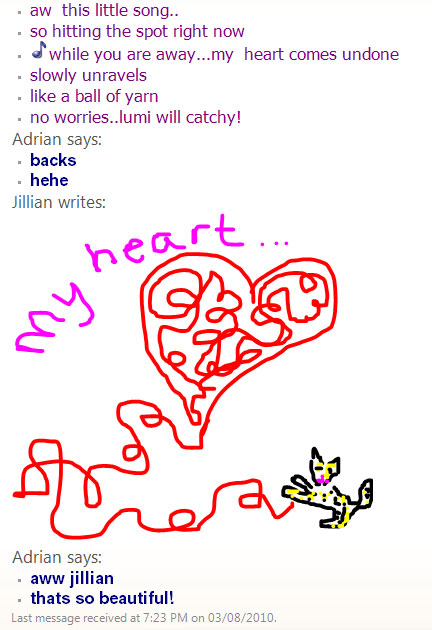 aw this little song..
so hitting the spot right now
while you are away...my heart comes undone
slowly unravels
like a ball of yarn
no worries..lumi will catchy!
Adrian says:
backs
hehe
Jillian writes:
my heart...
Adrian says:
aww jillian
thats so beautiful!
Last message received at 7:23 PM on 03/08/2010.